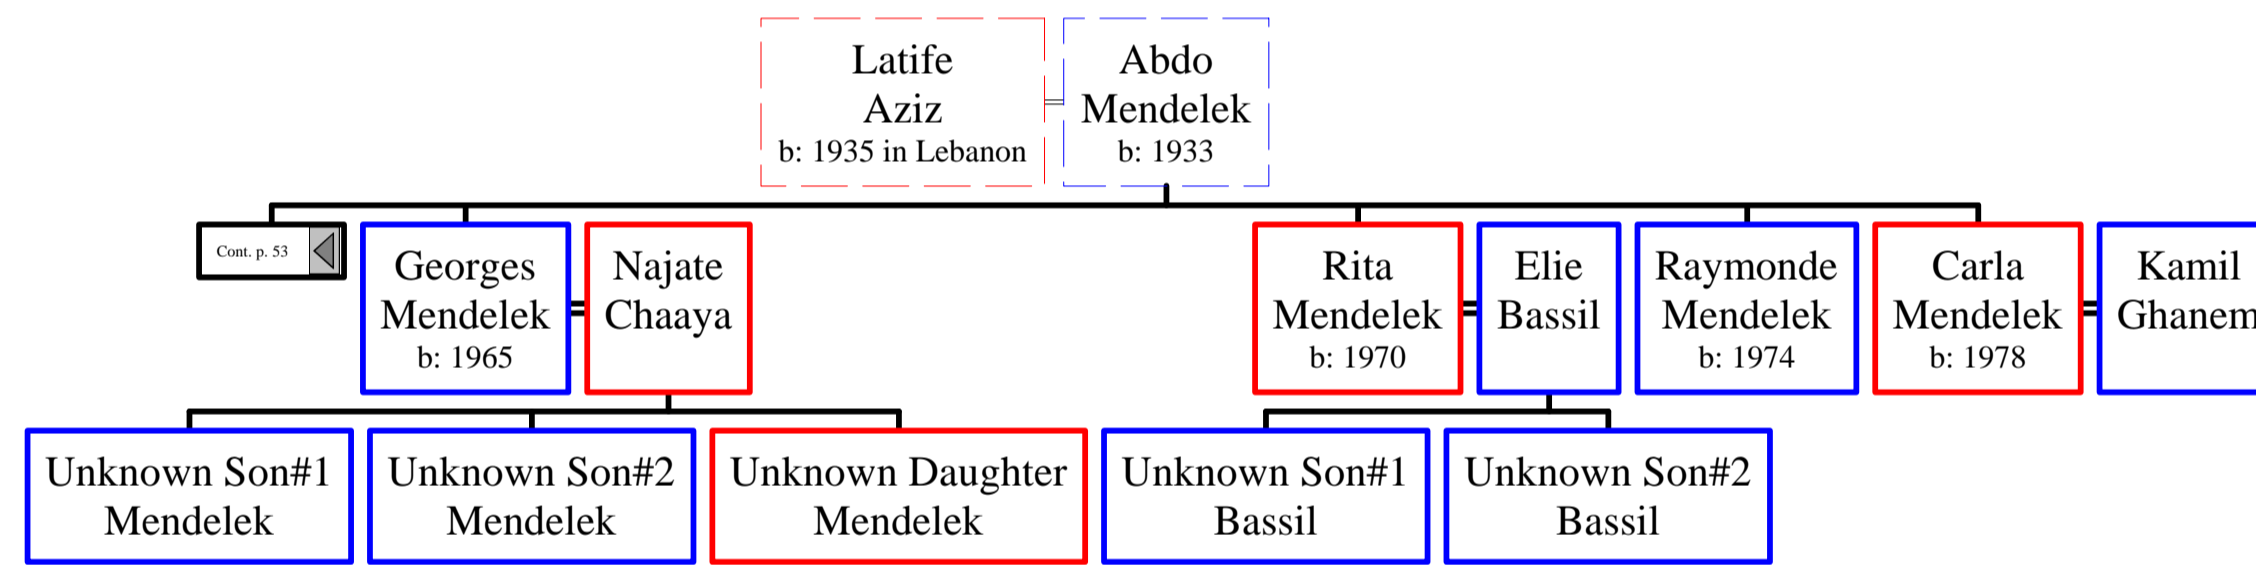 Latife
Aziz
b: 1935 in Lebanon
Abdo
Mendelek
b: 1933
Cont. p. 53
Georges
Mendelek
b: 1965
Najate
Chaaya
Rita
Mendelek
b: 1970
Elie
Bassil
Raymonde
Mendelek
b: 1974
Carla
Mendelek
b: 1978
Kamil
Ghanem
Unknown Son#1
Mendelek
Unknown Son#2
Mendelek
Unknown Daughter
Mendelek
Unknown Son#1
Bassil
Unknown Son#2
Bassil